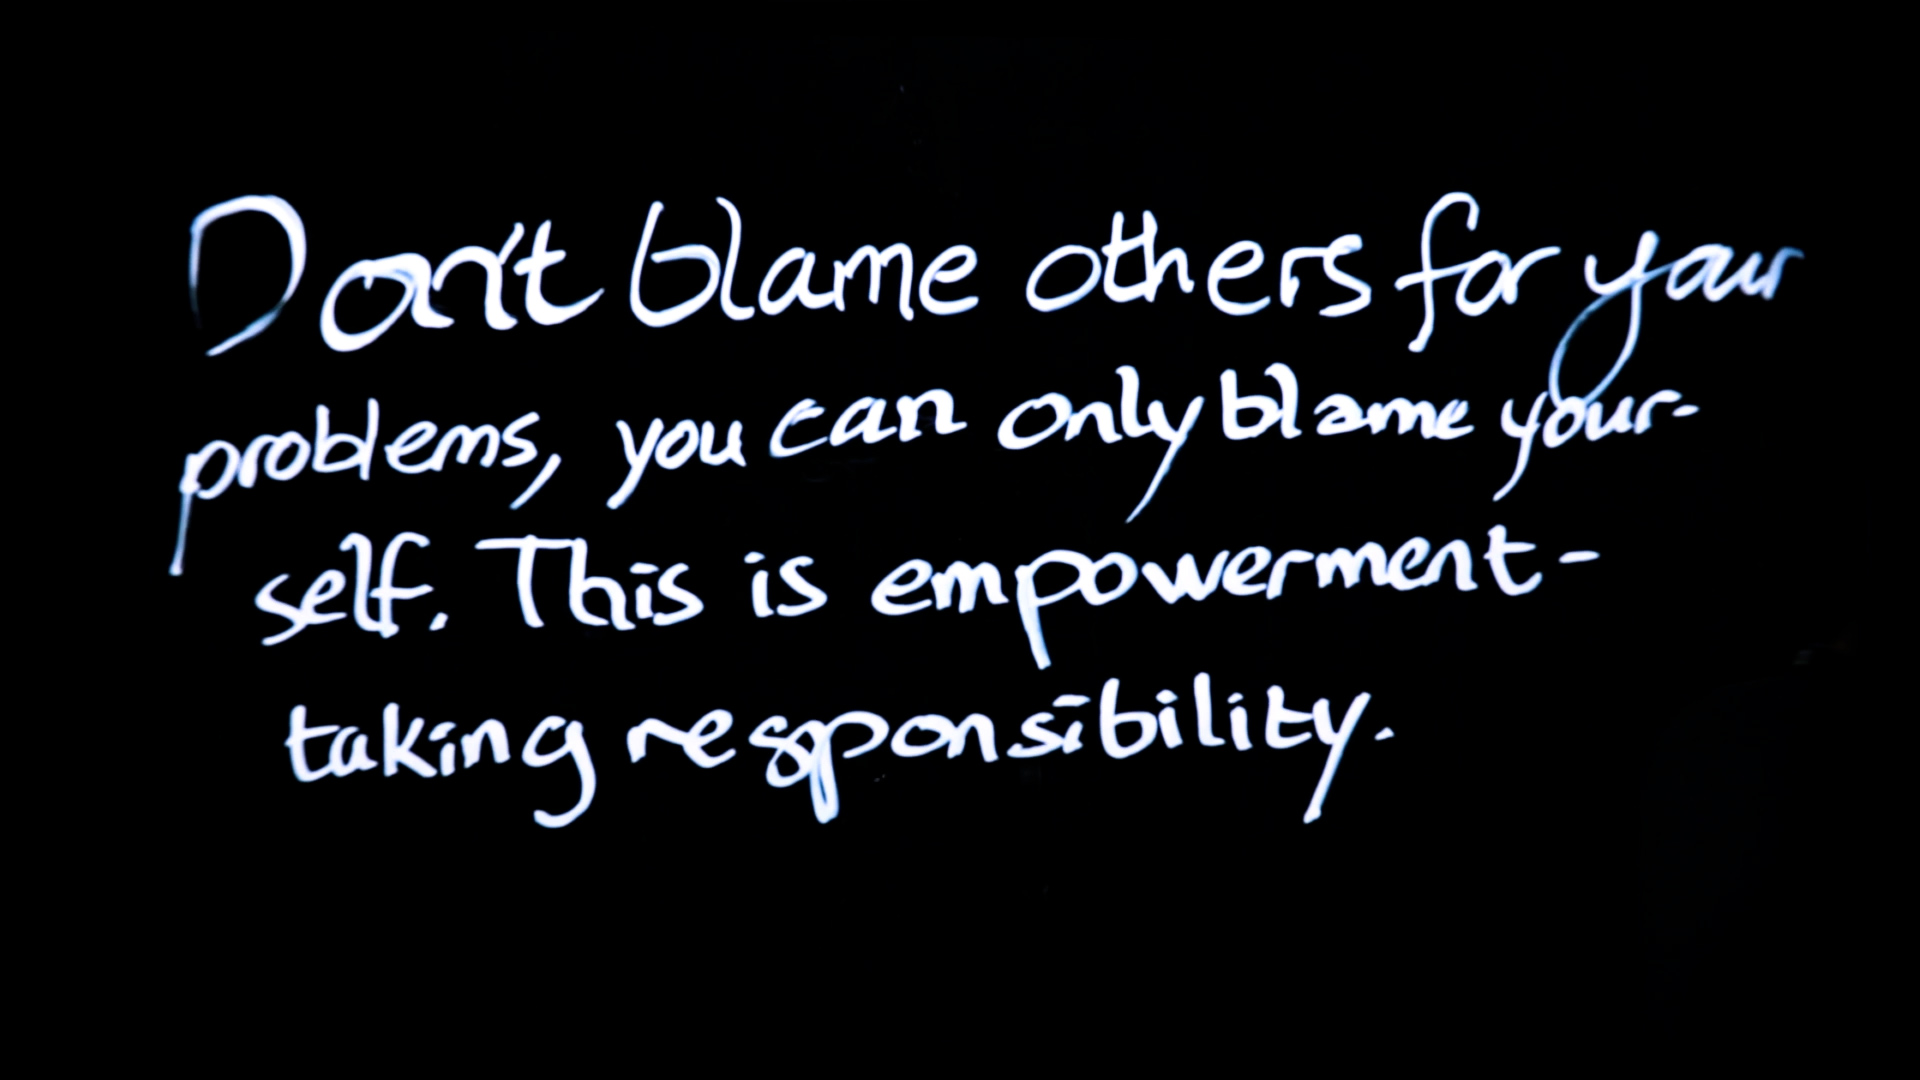 Don't blame others for your
problems, you can only blame your-
self. This is empowerment-
taking responsibility.